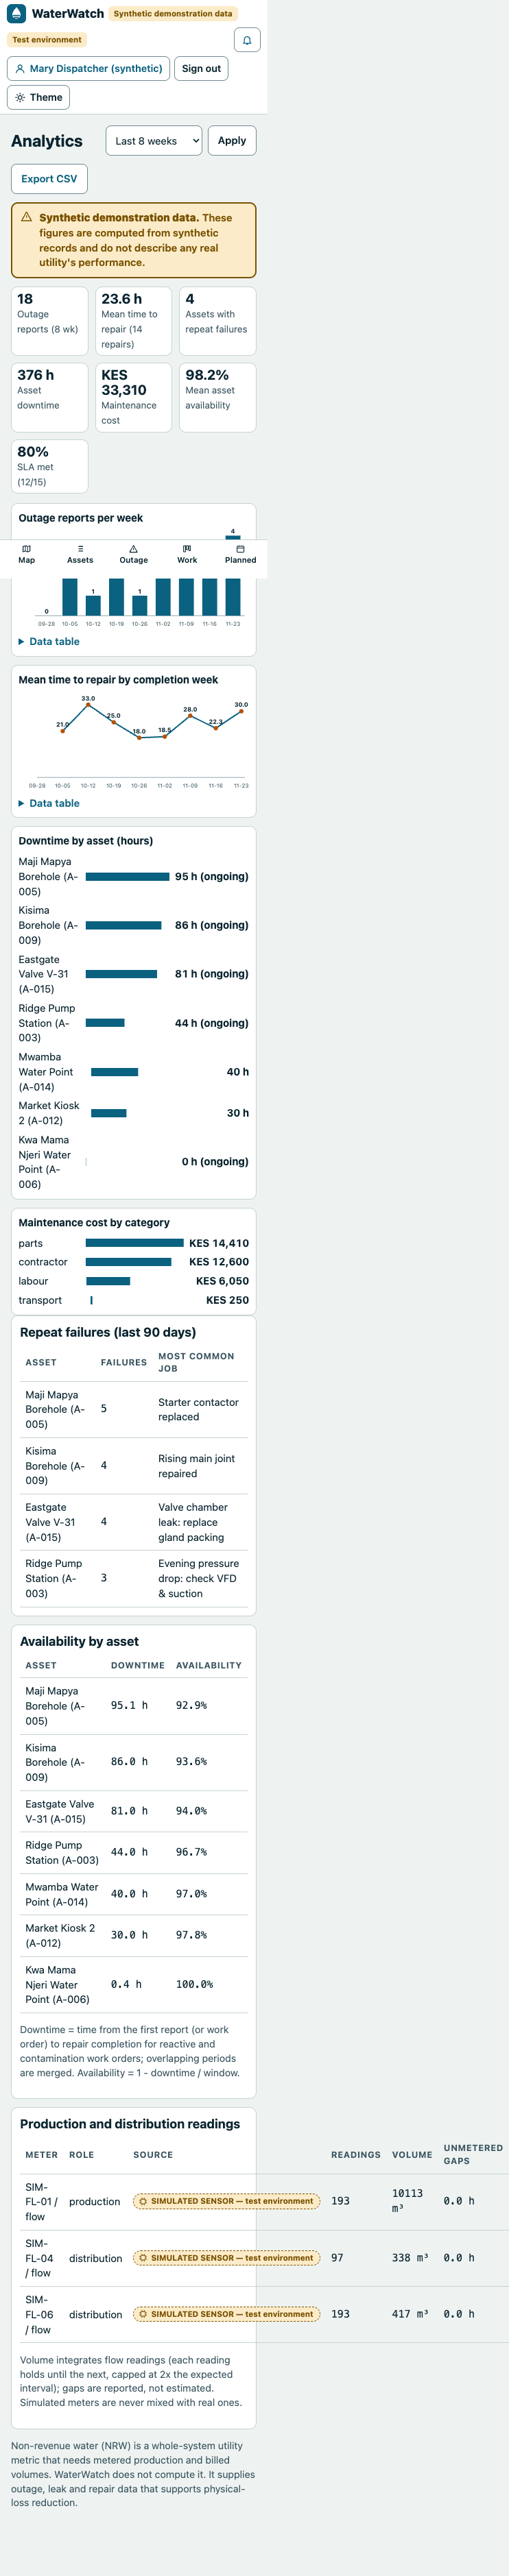 WaterWatch Synthetic demonstration data
Test environment
Mary Dispatcher (synthetic) Sign out
Theme
Analytics Last 8 weeks Apply
Export CSV
Synthetic demonstration data. These
figures are computed from synthetic
records and do not describe any real
utility's performance.
18
Outage
reports (8 wk)
23.6 h
Mean time to
repair (14
repairs)
4
Assets with
repeat failures
376 h
Asset
downtime
KES
33,310
Maintenance
cost
98.2%
Mean asset
availability
80%
SLA met
(12/15)
Outage reports per week
4
Map Assets Outage Work Planned
0 1 1
09-28 10-05 10-12 10-19 10-26 11-02 11-09 11-16 11-23
Data table
Mean time to repair by completion week
21.0 33.0 25.0 18.0 18.5 28.0 22.3 30.0
09-28 10-05 10-12 10-19 10-26 11-02 11-09 11-16 11-23
Data table
Downtime by asset (hours)
Maji Mapya
Borehole (A-
005)
95 h (ongoing)
Kisima
Borehole (A-
009)
86 h (ongoing)
Eastgate
Valve V-31
(A-015)
81 h (ongoing)
Ridge Pump
Station (A-
003)
44 h (ongoing)
Mwamba
Water Point
(A-014)
40 h
Market Kiosk
2 (A-012)
30 h
Kwa Mama
Njeri Water
Point (A-
006)
0 h (ongoing)
Maintenance cost by category
parts KES 14,410
contractor KES 12,600
labour KES 6,050
transport KES 250
Repeat failures (last 90 days)
ASSET FAILURES MOST COMMON
JOB
Maji Mapya
Borehole (A-
005)
5
Starter contactor
replaced
Kisima
Borehole (A-
009)
4
Rising main joint
repaired
Eastgate
Valve V-31
(A-015)
4
Valve chamber
leak: replace
gland packing
Ridge Pump
Station (A-
003)
3
Evening pressure
drop: check VFD
& suction
Availability by asset
ASSET DOWNTIME AVAILABILITY
Maji Mapya
Borehole (A-
005)
95.1 h 92.9%
Kisima
Borehole (A-
009)
86.0 h 93.6%
Eastgate Valve
V-31 (A-015)
81.0 h 94.0%
Ridge Pump
Station (A-003)
44.0 h 96.7%
Mwamba Water
Point (A-014)
40.0 h 97.0%
Market Kiosk 2
(A-012)
30.0 h 97.8%
Kwa Mama
Njeri Water
Point (A-006)
0.4 h 100.0%
Downtime = time from the first report (or work
order) to repair completion for reactive and
contamination work orders; overlapping periods
are merged. Availability = 1 - downtime / window.
Production and distribution readings
METER ROLE SOURCE READINGS VOLUME UNMETERED
GAPS
SIM-
FL-01 /
flow
production SIMULATED SENSOR — test environment 193 10113
m³
0.0 h
SIM-
FL-04
/ flow
distribution SIMULATED SENSOR — test environment 97 338 m³ 0.0 h
SIM-
FL-06
/ flow
distribution SIMULATED SENSOR — test environment 193 417 m³ 0.0 h
Volume integrates flow readings (each reading
holds until the next, capped at 2x the expected
interval); gaps are reported, not estimated.
Simulated meters are never mixed with real ones.
Non-revenue water (NRW) is a whole-system utility
metric that needs metered production and billed
volumes. WaterWatch does not compute it. It supplies
outage, leak and repair data that supports physical-
loss reduction.